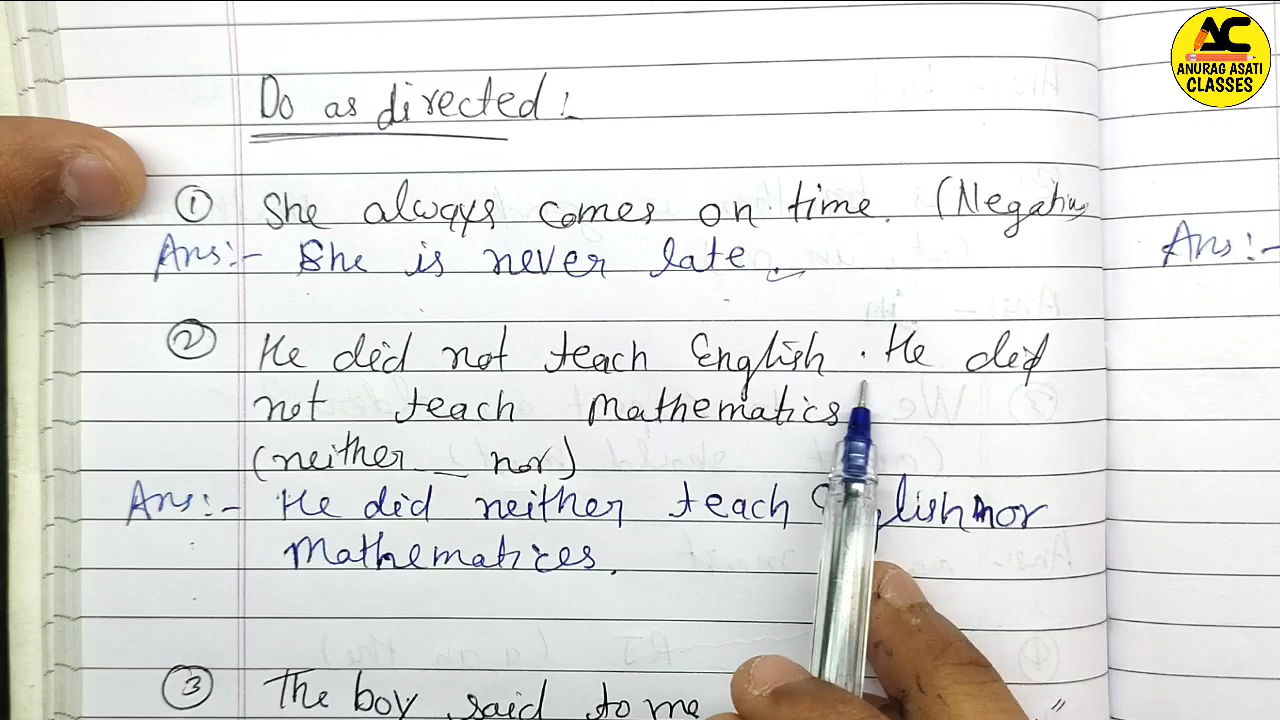 AC
ANURAG ASATI
CLASSES
Do as directed :-
① She always comes on time. (Negative
Ans :- She is never late.
Ans :-
② He did not teach English. He did
not teach Mathematics
(neither _ nor)
Ans :- He did neither teach English nor
Mathematices.
③ The boy said to me "